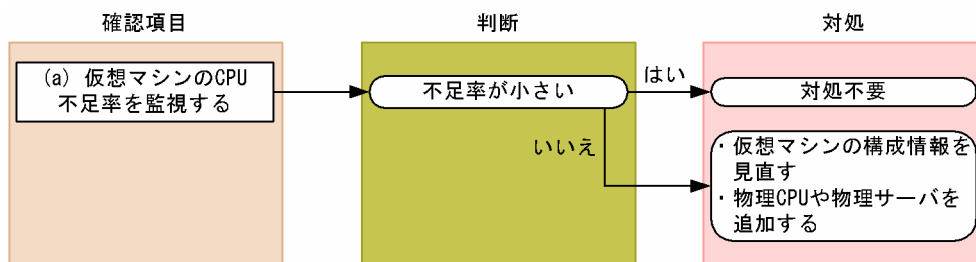 確認項目
判断
対処
(a) 仮想マシンのCPU
不足率を監視する
不足率が小さい
はい
対処不要
いいえ
・仮想マシンの構成情報を
見直す
・物理CPUや物理サーバを
追加する